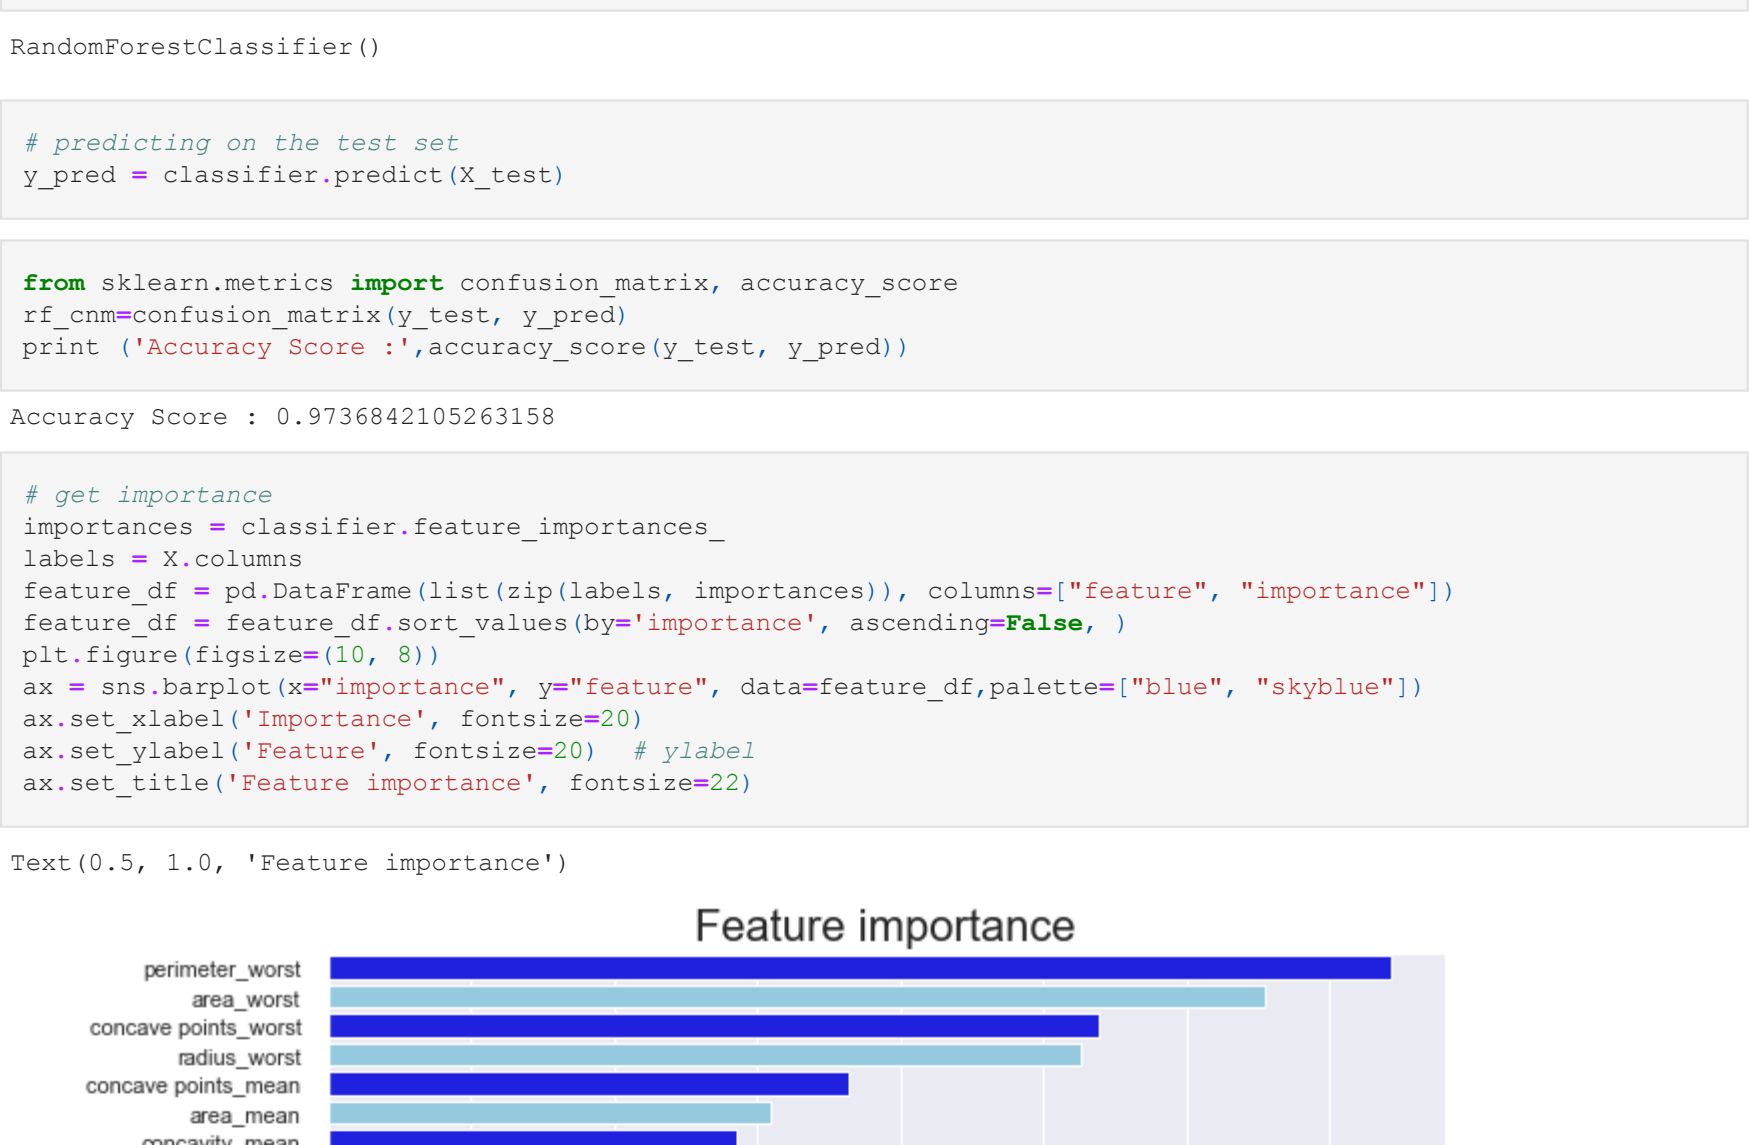 RandomForestClassifier()
# predicting on the test set
y_pred = classifier.predict(X_test)
from sklearn.metrics import confusion_matrix, accuracy_score
rf_cnm=confusion_matrix(y_test, y_pred)
print ('Accuracy Score :',accuracy_score(y_test, y_pred))
Accuracy Score : 0.9736842105263158
# get importance
importances = classifier.feature_importances_
labels = X.columns
feature_df = pd.DataFrame(list(zip(labels, importances)), columns=["feature", "importance"])
feature_df = feature_df.sort_values(by='importance', ascending=False, )
plt.figure(figsize=(10, 8))
ax = sns.barplot(x="importance", y="feature", data=feature_df,palette=["blue", "skyblue"])
ax.set_xlabel('Importance', fontsize=20)
ax.set_ylabel('Feature', fontsize=20)  # ylabel
ax.set_title('Feature importance', fontsize=22)
Text(0.5, 1.0, 'Feature importance')
Feature importance
perimeter_worst
area_worst
concave points_worst
radius_worst
concave points_mean
area_mean
concavity_mean